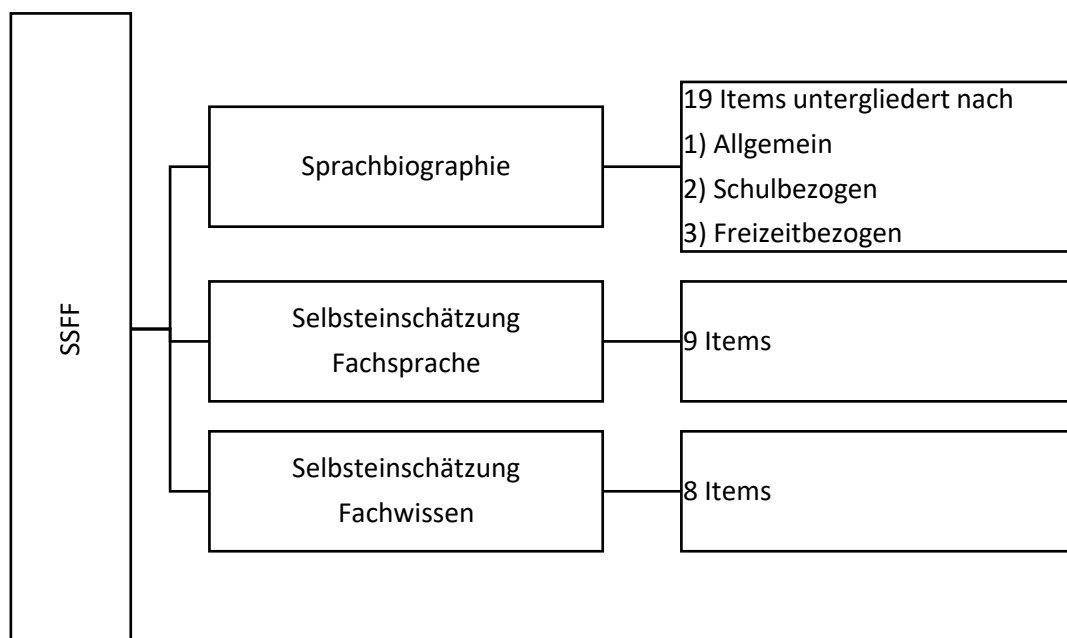 SSFF
Sprachbiographie
19 Items untergliedert nach
1) Allgemein
2) Schulbezogen
3) Freizeitbezogen
Selbsteinschätzung
Fachsprache
9 Items
Selbsteinschätzung
Fachwissen
8 Items